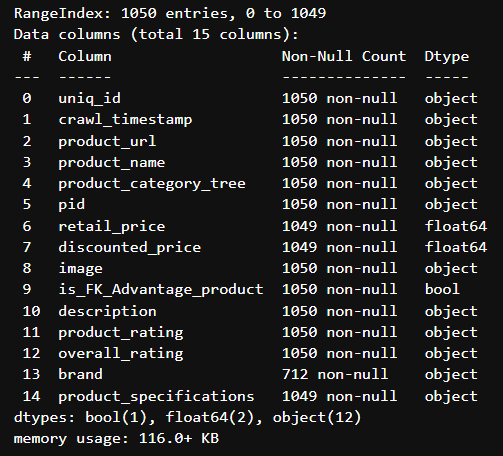 RangeIndex: 1050 entries, 0 to 1049
Data columns (total 15 columns):
 #   Column                   Non-Null Count  Dtype
---  ------                   --------------  -----
 0   uniq_id                  1050 non-null   object
 1   crawl_timestamp          1050 non-null   object
 2   product_url              1050 non-null   object
 3   product_name             1050 non-null   object
 4   product_category_tree    1050 non-null   object
 5   pid                      1050 non-null   object
 6   retail_price             1049 non-null   float64
 7   discounted_price         1049 non-null   float64
 8   image                    1050 non-null   object
 9   is_FK_Advantage_product  1050 non-null   bool
 10  description              1050 non-null   object
 11  product_rating           1050 non-null   object
 12  overall_rating           1050 non-null   object
 13  brand                    712 non-null    object
 14  product_specifications   1049 non-null   object
dtypes: bool(1), float64(2), object(12)
memory usage: 116.0+ KB